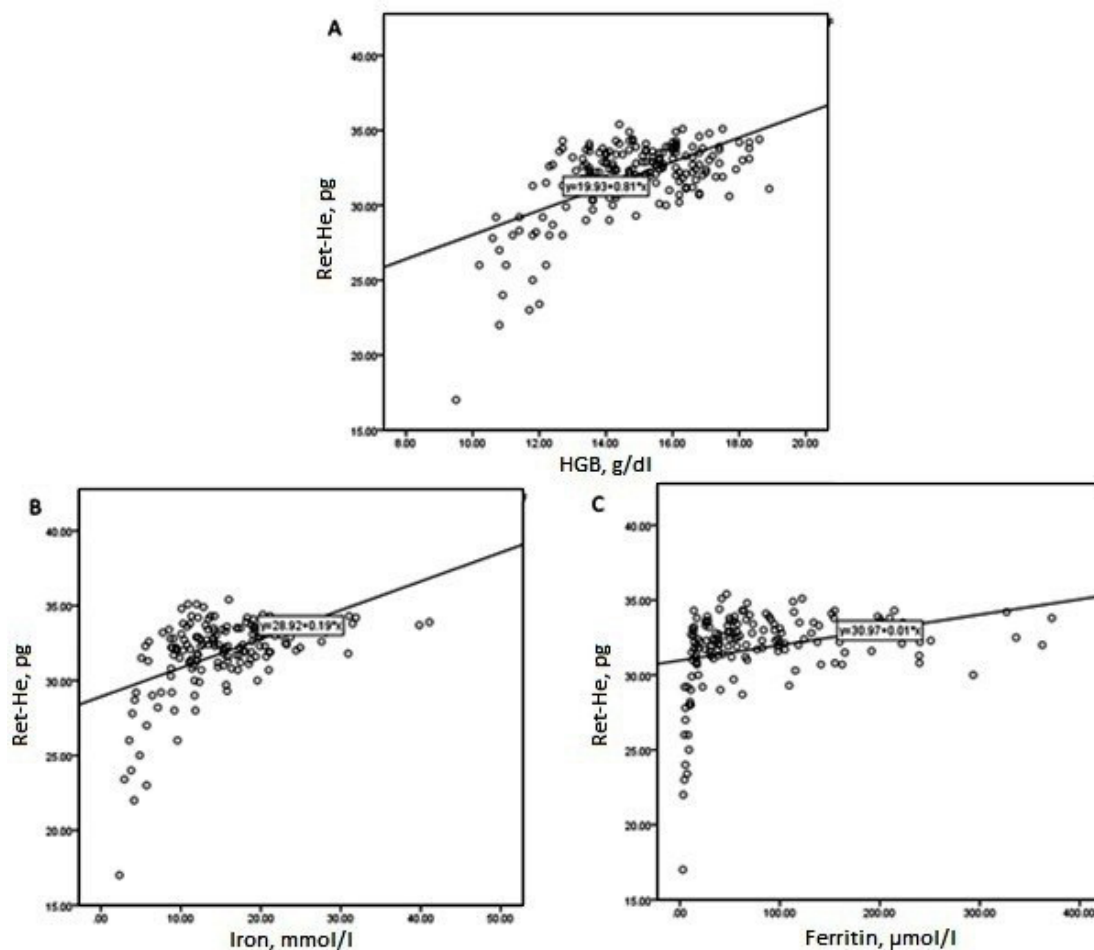 A
40.00
35.00
30.00
25.00
20.00
15.00
Ret-He, pg
y=19.93+0.81*x
8.00 10.00 12.00 14.00 16.00 18.00 20.00
HGB, g/dl
B
40.00
35.00
30.00
25.00
20.00
15.00
Ret-He, pg
y=28.92+0.19*x
.00 10.00 20.00 30.00 40.00 50.00
Iron, mmol/l
C
40.00
35.00
30.00
25.00
20.00
15.00
Ret-He, pg
y=30.97+0.01*x
.00 100.00 200.00 300.00 400.00
Ferritin, µmol/l